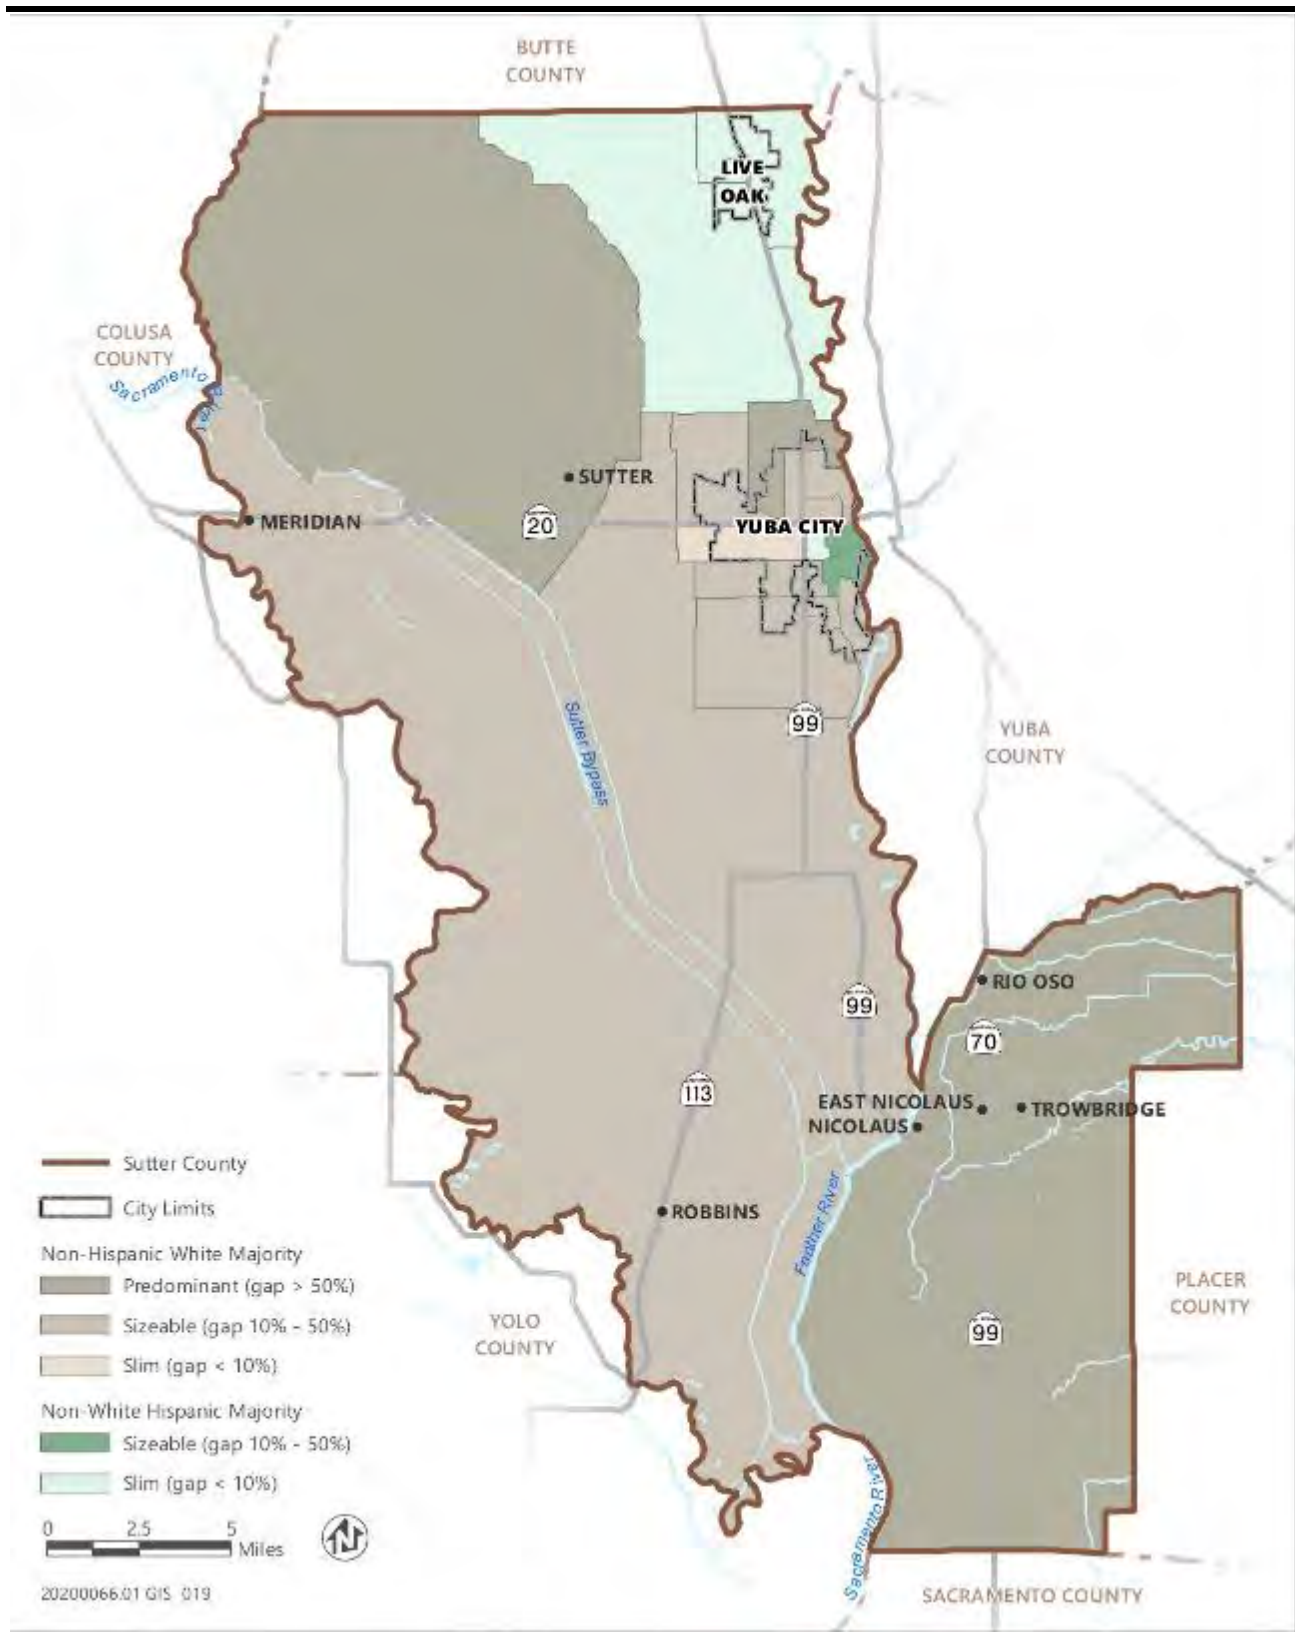 BUTTE
COUNTY
LIVE
OAK
COLUSA
COUNTY
Sacramento
River
SUTTER
MERIDIAN
20
YUBA CITY
Sutter Bypass
99
YUBA
COUNTY
RIO OSO
99
70
113
EAST NICOLAUS
TROWBRIDGE
NICOLAUS
ROBBINS
Feather River
PLACER
COUNTY
YOLO
COUNTY
99
Sacramento River
SACRAMENTO COUNTY
Sutter County
City Limits
Non-Hispanic White Majority
Predominant (gap > 50%)
Sizeable (gap 10% - 50%)
Slim (gap < 10%)
Non-White Hispanic Majority
Sizeable (gap 10% - 50%)
Slim (gap < 10%)
0 2.5 5
Miles
N
20200066.01 GIS 019